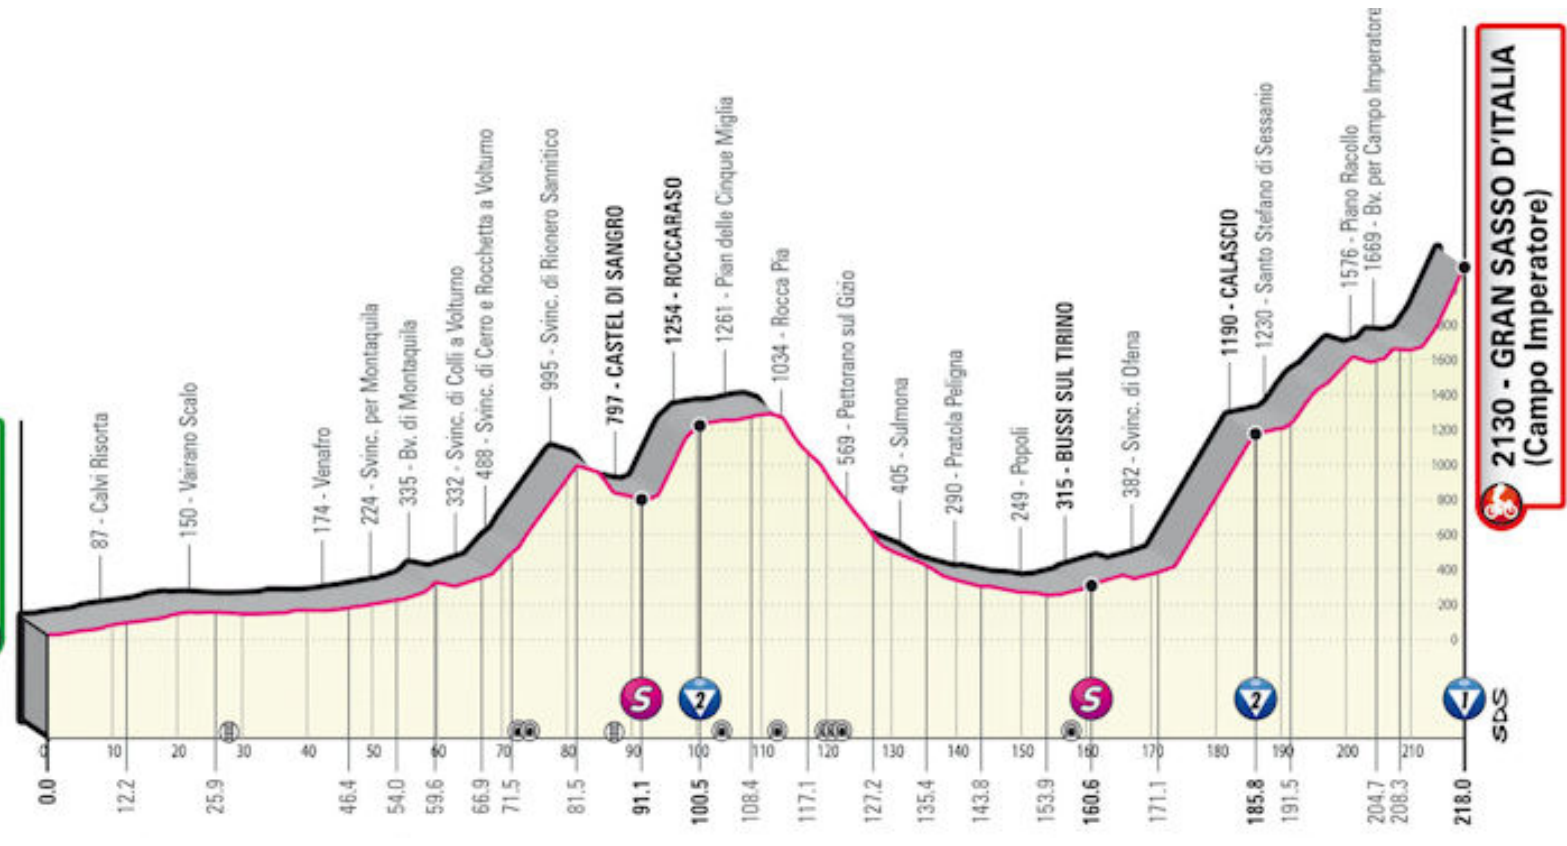 87 - Calvi Risorta
150 - Vairano Scalo
174 - Venafro
224 - Svinc. per Montaquila
335 - Bv. di Montaquila
332 - Svinc. di Colli a Volturno
488 - Svinc. di Cerro e Rocchetta a Volturno
995 - Svinc. di Rionero Sannitico
797 - CASTEL DI SANGRO
1254 - ROCCARASO
1261 - Pian delle Cinque Miglia
1034 - Rocca Pia
569 - Pettorano sul Gizio
405 - Sulmona
290 - Pratola Peligna
249 - Popoli
315 - BUSSI SUL TIRINO
382 - Svinc. di Ofena
1190 - CALASCIO
1230 - Santo Stefano di Sessanio
1576 - Piano Racollo
1669 - Bv. per Campo Imperatore
2130 - GRAN SASSO D'ITALIA
(Campo Imperatore)
1600
1400
1200
1000
800
600
400
200
0
S 2 S 2 1
SDS
0 10 20 30 40 50 60 70 80 90 100 110 120 130 140 150 160 170 180 190 200 210
0.0 12.2 25.9 46.4 54.0 59.6 66.9 71.5 81.5 91.1 100.5 108.4 117.1 127.2 135.4 143.8 153.9 160.6 171.1 185.8 191.5 204.7 208.3 218.0